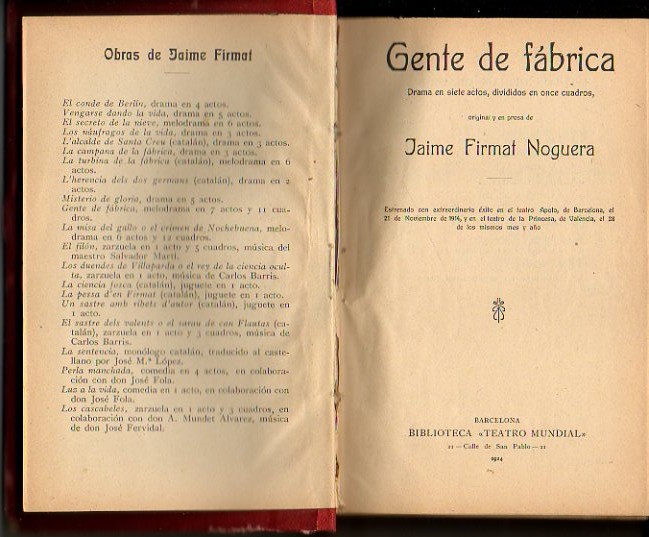 Obras de Jaime Firmat
El conde de Berlín, drama en 4 actos.
Vengarse dando la vida, drama en 5 actos.
El secreto de la nieve, melodrama en 6 actos.
Los náufragos de la vida, drama en 3 actos.
L'alcalde de Santa Creu (catalán), drama en 3 actos.
La campana de la fábrica, drama en 3 actos.
La turbina de la fábrica (catalán), melodrama en 6
actos.
L'herencia dels dos germans (catalán), drama en 2
actos.
Misterio de gloria, drama en 5 actos.
Gente de fábrica, melodrama en 7 actos y 11 cua-
dros.
La misa del gallo o el crimen de Nochebuena, melo-
drama en 6 actos y 12 cuadros.
El filón, zarzuela en 1 acto y 5 cuadros, música del
maestro Salvador Martí.
Los duendes de Villaparda o el rey de la ciencia ocul-
ta, zarzuela en 1 acto, música de Carlos Barris.
La ciencia fosca (catalán), juguete en 1 acto.
La pessa d'en Firmat (catalán), juguete en 1 acto.
Un sastre amb ribets d'autor (catalán), juguete en
1 acto.
El sastre dels valents o el sarau de can Flautas (ca-
talán), zarzuela en 1 acto y 3 cuadros, música de
Carlos Barris.
La sentencia, monólogo catalán, traducido al caste-
llano por José M.ª López.
Perla manchada, comedia en 4 actos, en colabora-
ción con don José Fola.
Luz a la vida, comedia en 1 acto, en colaboración con
don José Fola.
Los cascabeles, zarzuela en 1 acto y 3 cuadros, en
colaboración con don A. Mundet Alvarez, música
de don José Fervidal.
Gente de fábrica
Drama en siete actos, divididos en once cuadros,
original y en prosa de
Jaime Firmat Noguera
Estrenado con extraordinario éxito en el teatro Apolo, de Barcelona, el
21 de Noviembre de 1914, y en el teatro de la Princesa, de Valencia, el 28
de los mismos mes y año
BARCELONA
BIBLIOTECA «TEATRO MUNDIAL»
21—Calle de San Pablo—21
1914